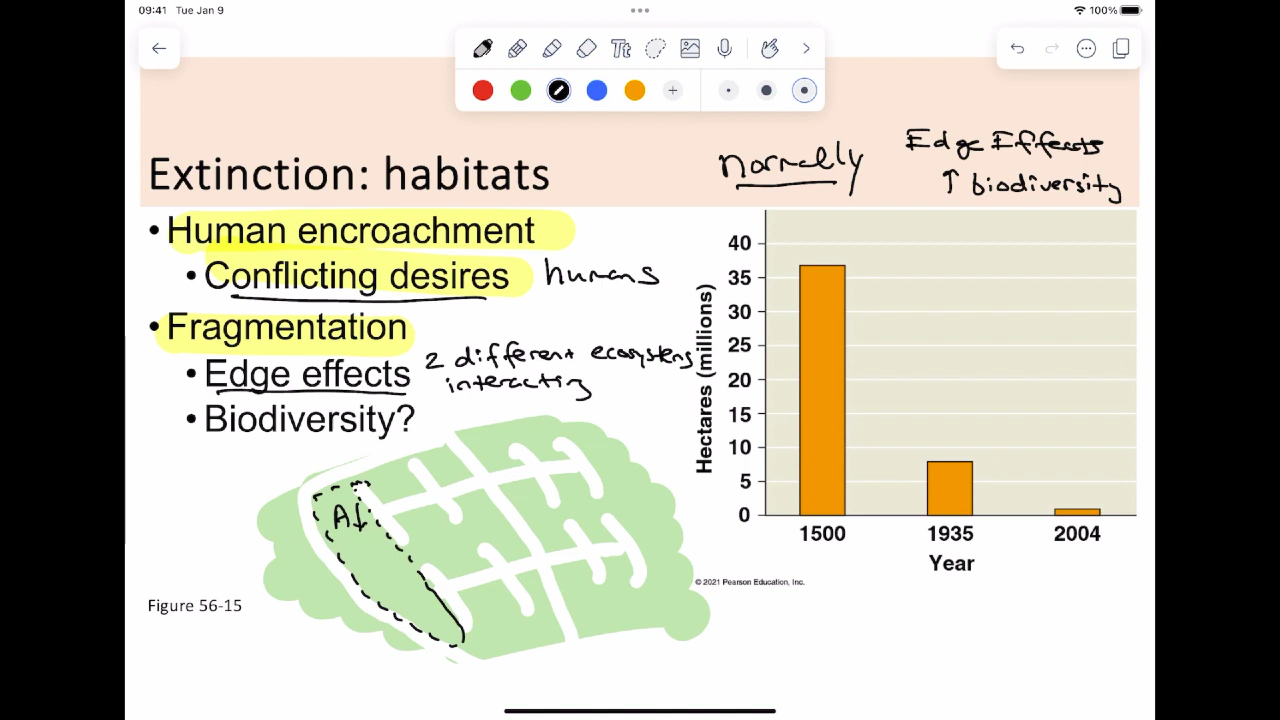 09:41 Tue Jan 9
100%
Tt
normally
Edge Effects
↑ biodiversity
Extinction: habitats
• Human encroachment
• Conflicting desires humans
• Fragmentation
• Edge effects 2 different ecosystems
interacting
• Biodiversity?
A↓
Figure 56-15
Hectares (millions)
40
35
30
25
20
15
10
5
0
1500 1935 2004
Year
© 2021 Pearson Education, Inc.